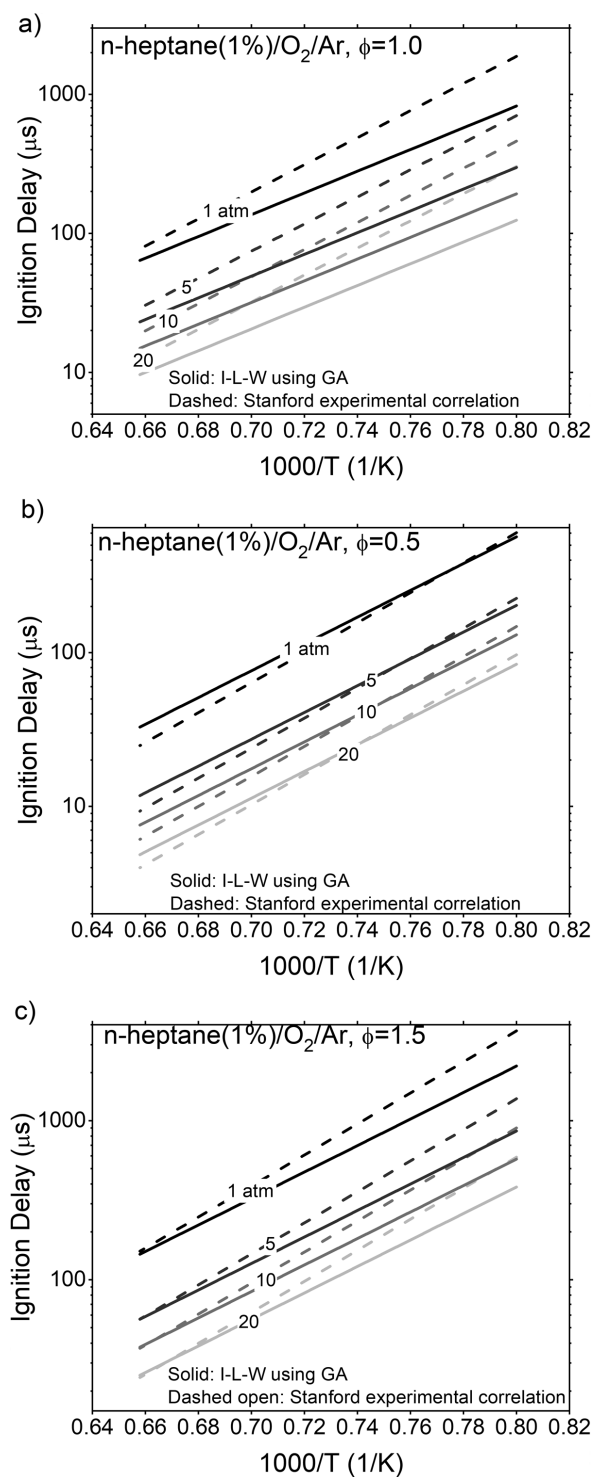 a)
n-heptane(1%)/O2/Ar, ϕ=1.0
1000
100
10
Ignition Delay (μs)
1 atm
5
10
20
Solid: I-L-W using GA
Dashed: Stanford experimental correlation
0.64 0.66 0.68 0.70 0.72 0.74 0.76 0.78 0.80 0.82
1000/T (1/K)
b)
n-heptane(1%)/O2/Ar, ϕ=0.5
100
10
Ignition Delay (μs)
1 atm
5
10
20
Solid: I-L-W using GA
Dashed: Stanford experimental correlation
0.64 0.66 0.68 0.70 0.72 0.74 0.76 0.78 0.80 0.82
1000/T (1/K)
c)
n-heptane(1%)/O2/Ar, ϕ=1.5
1000
100
Ignition Delay (μs)
1 atm
5
10
20
Solid: I-L-W using GA
Dashed open: Stanford experimental correlation
0.64 0.66 0.68 0.70 0.72 0.74 0.76 0.78 0.80 0.82
1000/T (1/K)